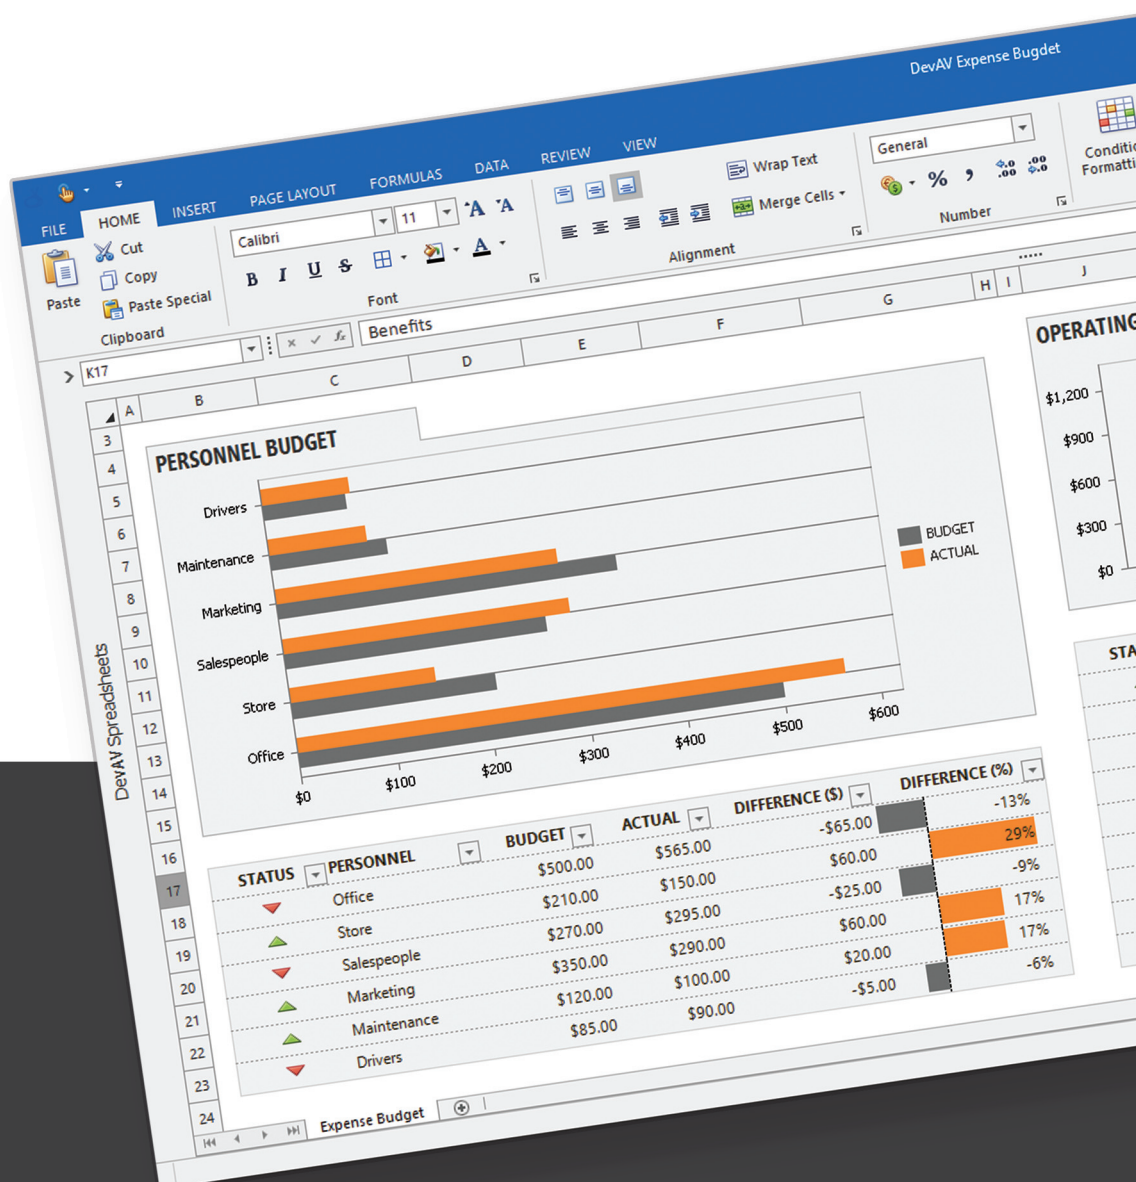 DevAV Expense Bugdet
FILE HOME INSERT PAGE LAYOUT FORMULAS DATA REVIEW VIEW
Paste
Cut
Copy
Paste Special
Clipboard
Calibri 11
B I U S A
Font
Wrap Text
Merge Cells
Alignment
General
% ,
Number
Conditio
Formatti
K17
fx Benefits
A B C D E F G H I J
3
4
5
6
7
8
9
10
11
12
13
14
15
16
17
18
19
20
21
22
23
24
DevAV Spreadsheets
PERSONNEL BUDGET
Drivers
Maintenance
Marketing
Salespeople
Store
Office
$0 $100 $200 $300 $400 $500 $600
BUDGET
ACTUAL
OPERATING
$1,200
$900
$600
$300
$0
STATUS PERSONNEL BUDGET ACTUAL DIFFERENCE ($) DIFFERENCE (%)
Office $500.00 $565.00 -$65.00 -13%
Store $210.00 $150.00 $60.00 29%
Salespeople $270.00 $295.00 -$25.00 -9%
Marketing $350.00 $290.00 $60.00 17%
Maintenance $120.00 $100.00 $20.00 17%
Drivers $85.00 $90.00 -$5.00 -6%
STA
Expense Budget